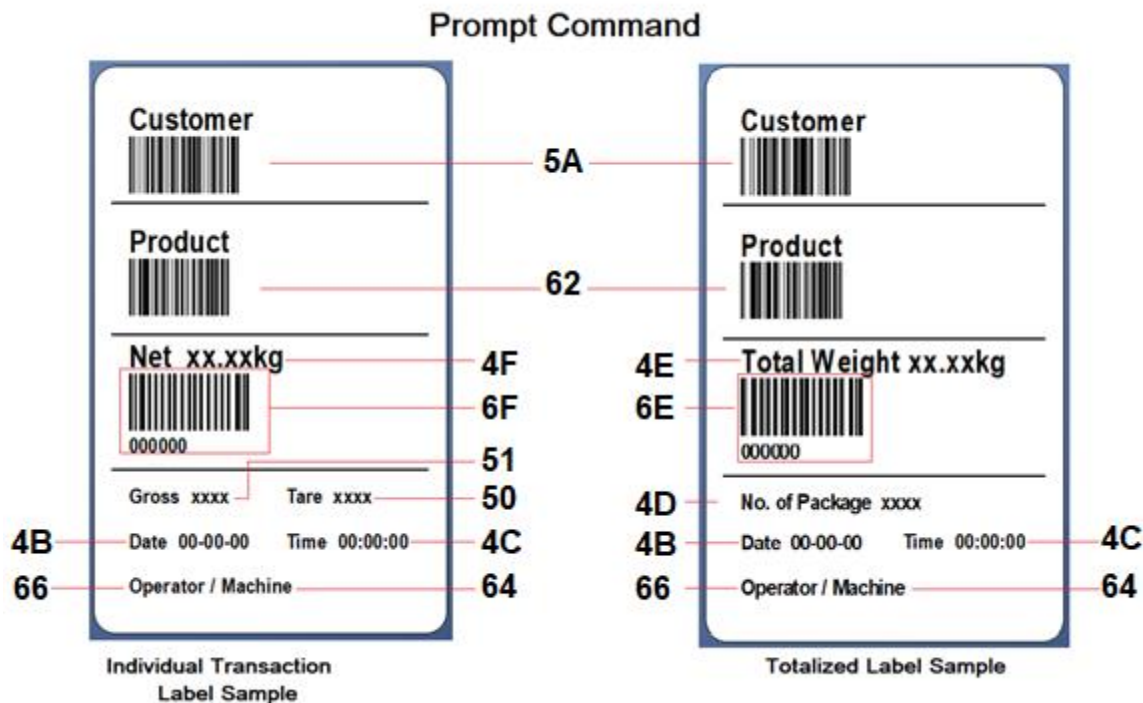 Prompt Command
Customer
5A
Customer
Product
62
Product
Net xx.xxkg
4F
4E
Total Weight xx.xxkg
6F
6E
000000
000000
51
Gross xxxx
Tare xxxx
50
4D
No. of Package xxxx
4B
Date 00-00-00
Time 00:00:00
4C
4B
Date 00-00-00
Time 00:00:00
4C
66
Operator / Machine
64
66
Operator / Machine
64
Individual Transaction
Label Sample
Totalized Label Sample